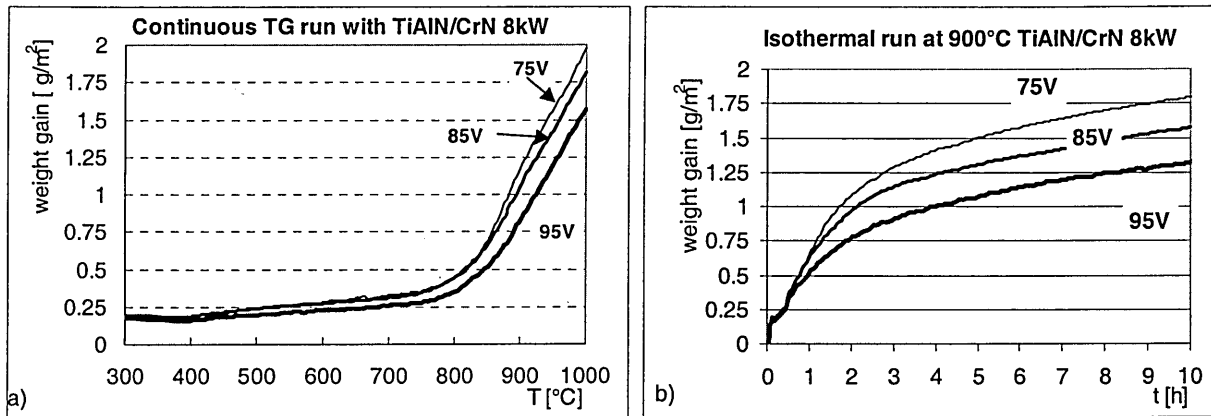 Continuous TG run with TiAlN/CrN 8kW
weight gain [ g/m²]
2
1.75
1.5
1.25
1
0.75
0.5
0.25
0
75V
85V
95V
300 400 500 600 700 800 900 1000
T [°C]
a)
Isothermal run at 900°C TiAlN/CrN 8kW
weight gain [g/m²]
2
1.75
1.5
1.25
1
0.75
0.5
0.25
0
75V
85V
95V
0 1 2 3 4 5 6 7 8 9 10
t [h]
b)